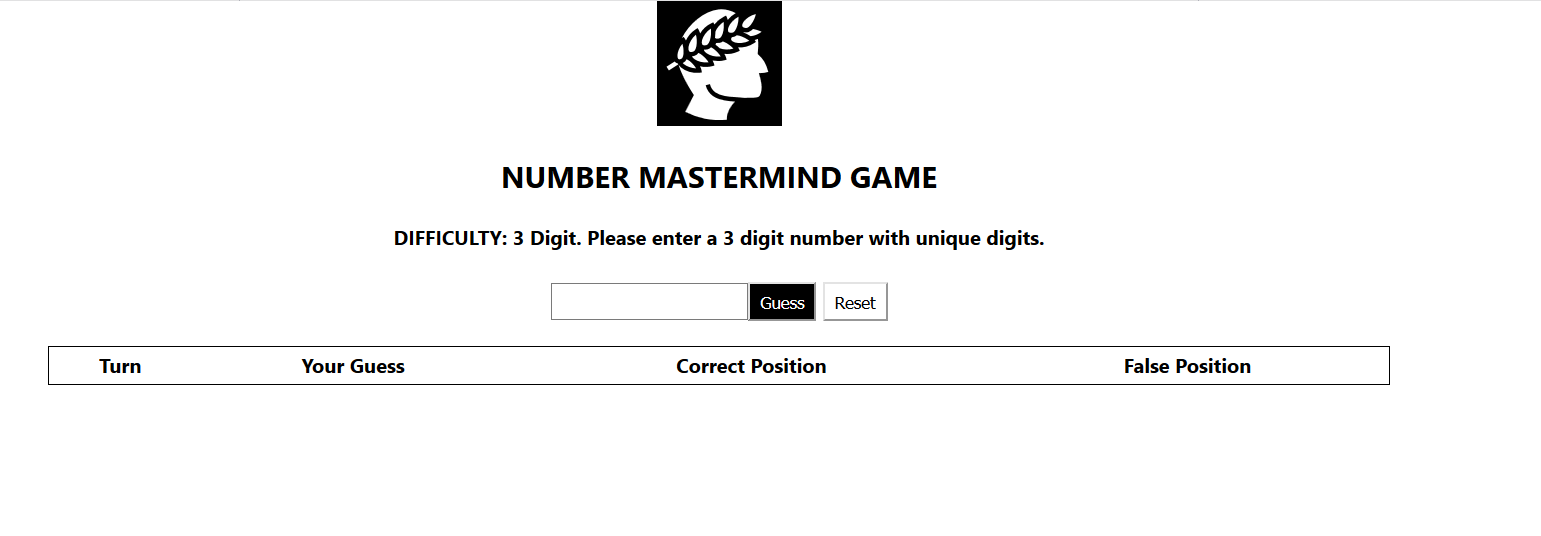 NUMBER MASTERMIND GAME
DIFFICULTY: 3 Digit. Please enter a 3 digit number with unique digits.
Guess Reset
Turn Your Guess Correct Position False Position